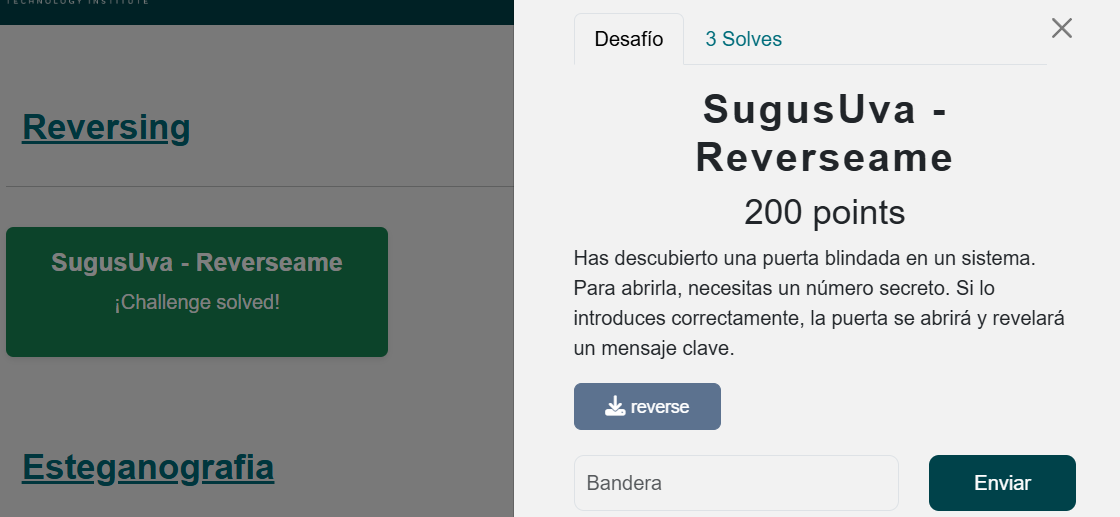 TECHNOLOGY INSTITUTE
Reversing
SugusUva - Reverseame
¡Challenge solved!
Esteganografia
Desafío
3 Solves
SugusUva -
Reverseame
200 points
Has descubierto una puerta blindada en un sistema.
Para abrirla, necesitas un número secreto. Si lo
introduces correctamente, la puerta se abrirá y revelará
un mensaje clave.
reverse
Bandera
Enviar